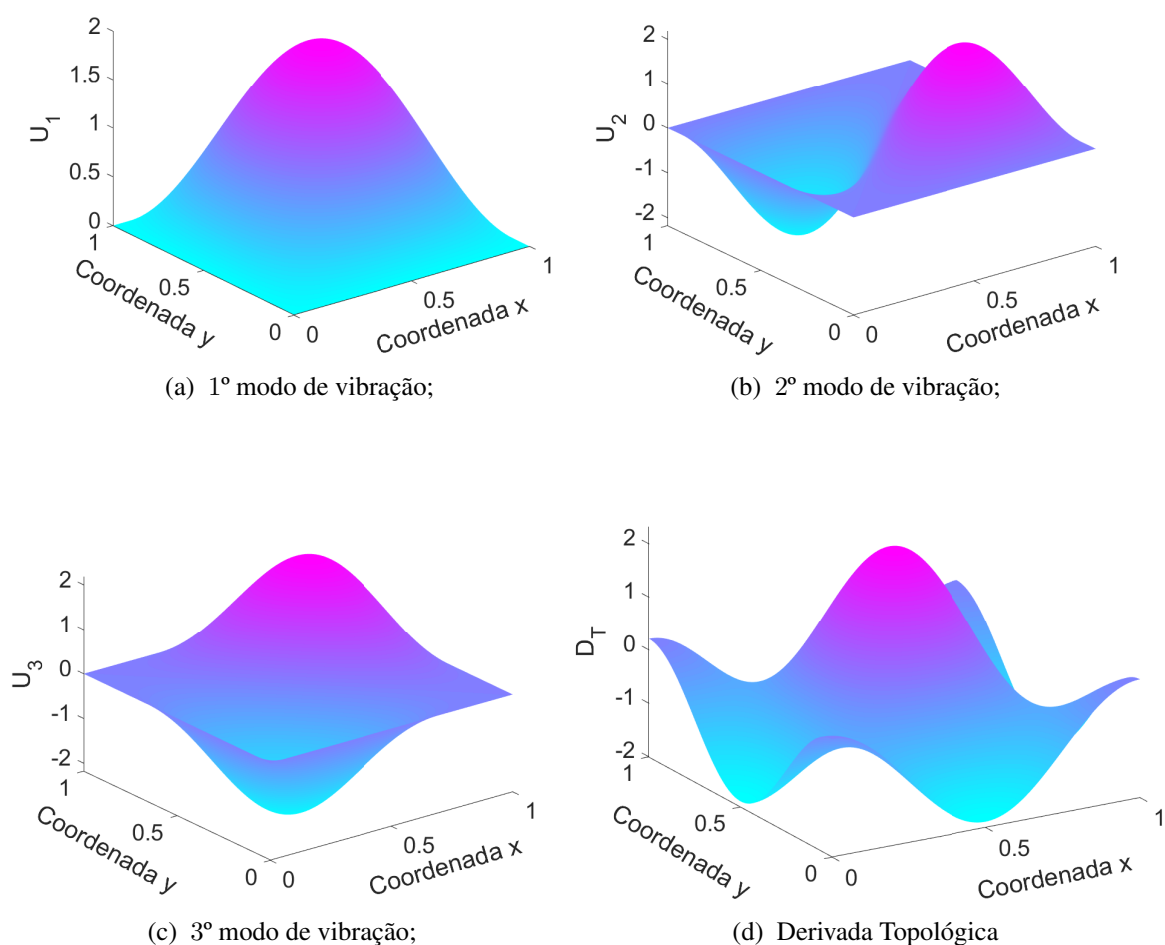 2
1.5
1
0.5
0
U_1
1
0.5
0
Coordenada y
0
0.5
1
Coordenada x
(a) 1º modo de vibração;
2
1
0
-1
-2
U_2
1
0.5
0
Coordenada y
0
0.5
1
Coordenada x
(b) 2º modo de vibração;
2
1
0
-1
-2
U_3
1
0.5
0
Coordenada y
0
0.5
1
Coordenada x
(c) 3º modo de vibração;
2
1
0
-1
-2
D_T
1
0.5
0
Coordenada y
0
0.5
1
Coordenada x
(d) Derivada Topológica